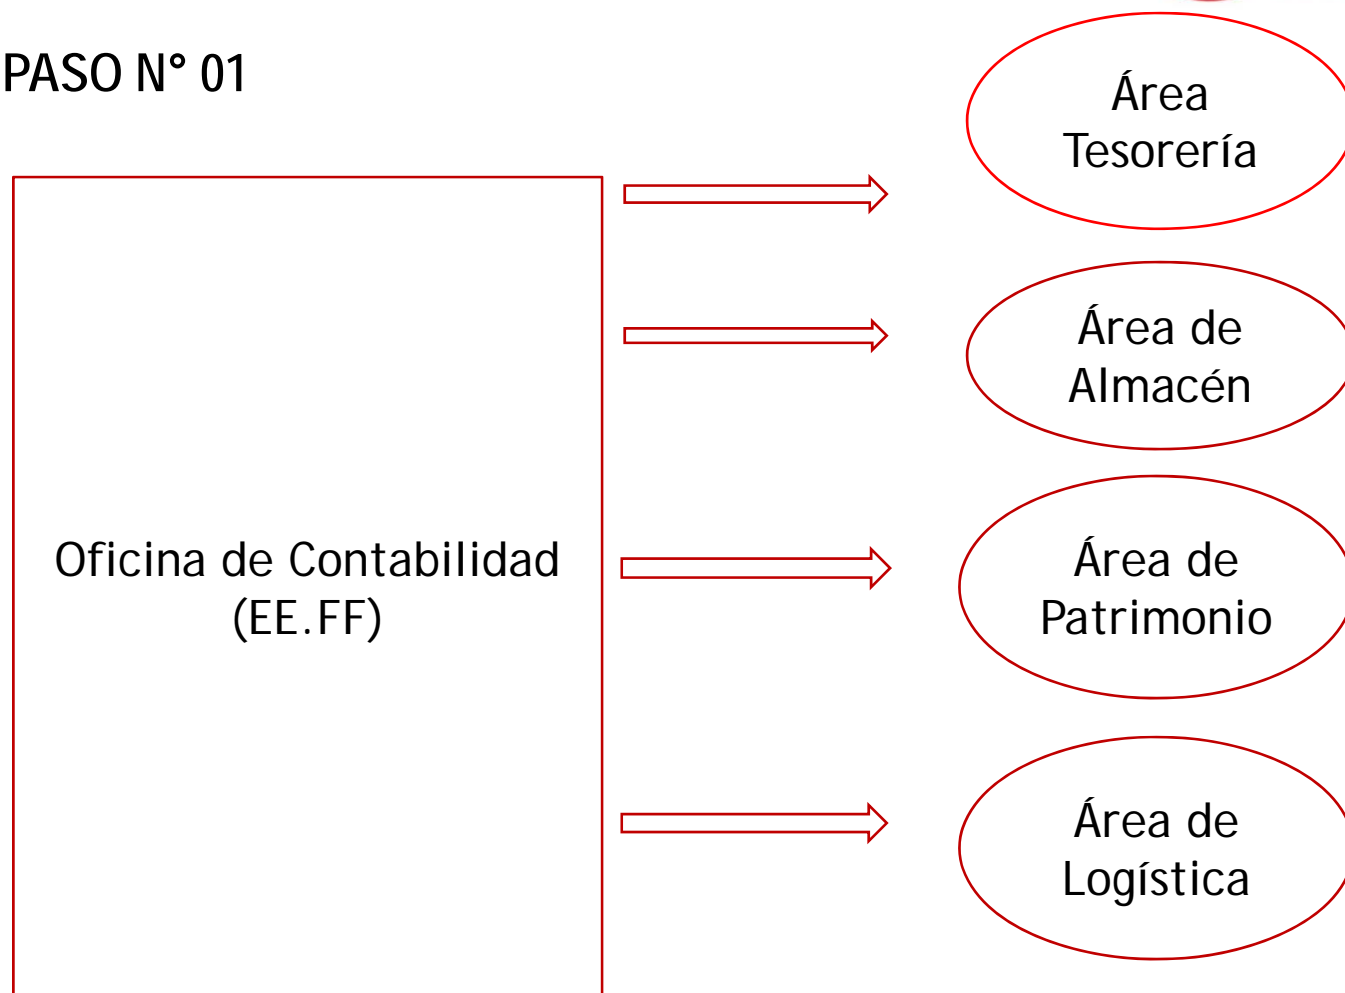 PASO N° 01
Área
Tesorería
Área de
Almacén
Oficina de Contabilidad
(EE.FF)
Área de
Patrimonio
Área de
Logística